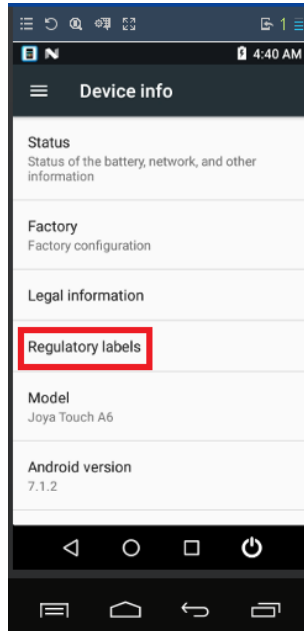 1
4:40 AM
Device info
Status
Status of the battery, network, and other
information
Factory
Factory configuration
Legal information
Regulatory labels
Model
Joya Touch A6
Android version
7.1.2